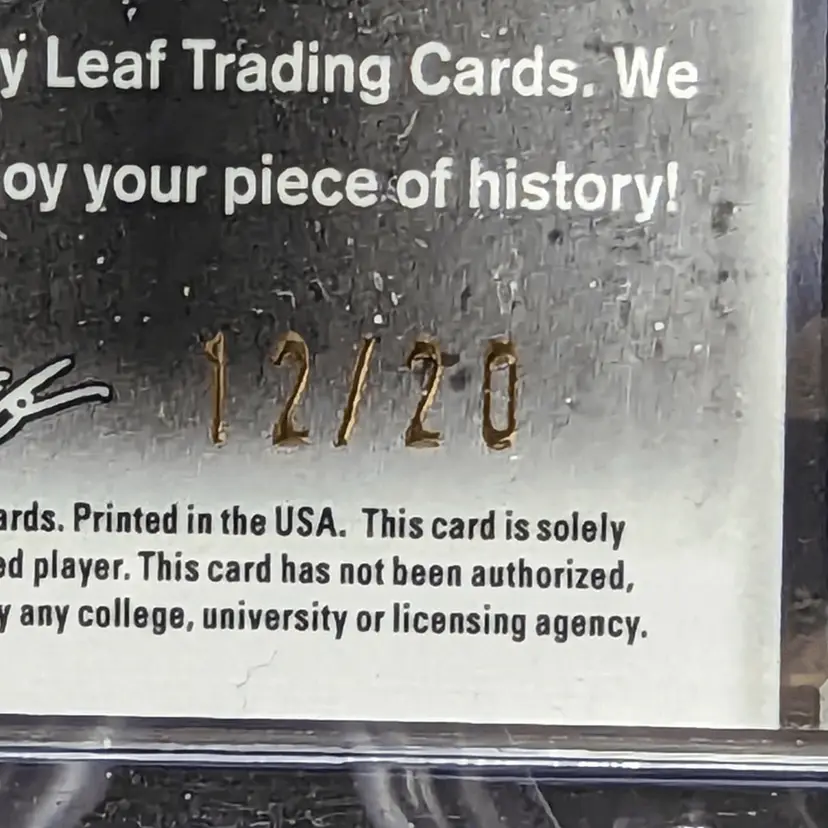 y Leaf Trading Cards. We
oy your piece of history!
12/20
ards. Printed in the USA. This card is solely
ed player. This card has not been authorized,
y any college, university or licensing agency.